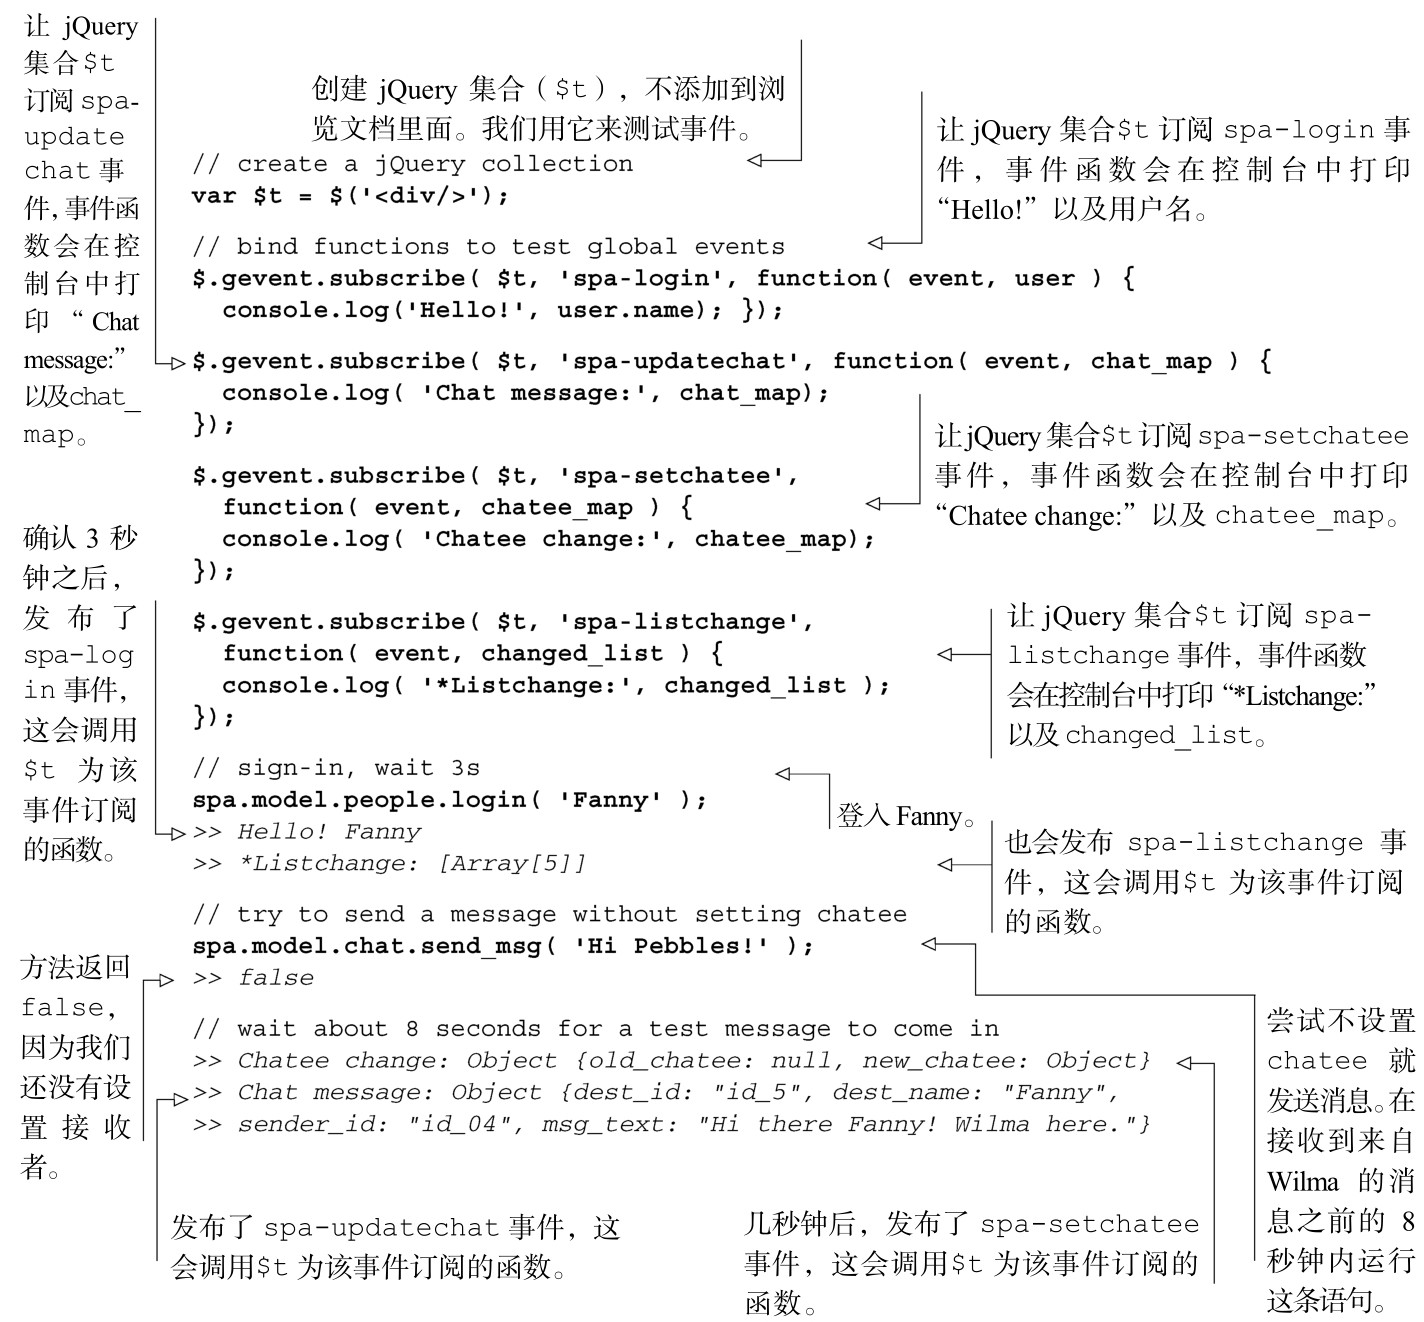 让 jQuery
集合$t
订阅 spa-
update
chat 事
件, 事件函
数会在控
制台中打
印 “ Chat
message:”
以及chat_
map。
创建 jQuery 集合（$t），不添加到浏
览文档里面。我们用它来测试事件。
// create a jQuery collection
var $t = $('<div/>');
让 jQuery 集合$t 订阅 spa-login 事
件，事件函数会在控制台中打印
“Hello!” 以及用户名。
// bind functions to test global events
$.gevent.subscribe( $t, 'spa-login', function( event, user ) {
console.log('Hello!', user.name); });
$.gevent.subscribe( $t, 'spa-updatechat', function( event, chat_map ) {
console.log( 'Chat message:', chat_map);
});
让 jQuery 集合$t 订阅 spa-setchatee
事件，事件函数会在控制台中打印
“Chatee change:” 以及 chatee_map。
$.gevent.subscribe( $t, 'spa-setchatee',
function( event, chatee_map ) {
console.log( 'Chatee change:', chatee_map);
});
确认 3 秒
钟之后，
发布了
spa-log
in 事件，
这会调用
$t 为该
事件订阅
的函数。
$.gevent.subscribe( $t, 'spa-listchange',
function( event, changed_list ) {
console.log( '*Listchange:', changed_list );
});
让 jQuery 集合$t 订阅 spa-
listchange 事件，事件函数
会在控制台中打印 “*Listchange:”
以及 changed_list。
// sign-in, wait 3s
spa.model.people.login( 'Fanny' );
>> Hello! Fanny
>> *Listchange: [Array[5]]
登入 Fanny。
也会发布 spa-listchange 事
件，这会调用$t 为该事件订阅
的函数。
// try to send a message without setting chatee
spa.model.chat.send_msg( 'Hi Pebbles!' );
>> false
方法返回
false，
因为我们
还没有设
置接收
者。
// wait about 8 seconds for a test message to come in
>> Chatee change: Object {old_chatee: null, new_chatee: Object}
>> Chat message: Object {dest_id: "id_5", dest_name: "Fanny",
>> sender_id: "id_04", msg_text: "Hi there Fanny! Wilma here."}
尝试不设置
chatee 就
发送消息。在
接收到来自
Wilma 的消
息之前的 8
秒钟内运行
这条语句。
发布了 spa-updatechat 事件，这
会调用$t 为该事件订阅的函数。
几秒钟后，发布了 spa-setchatee
事件，这会调用$t 为该事件订阅的
函数。